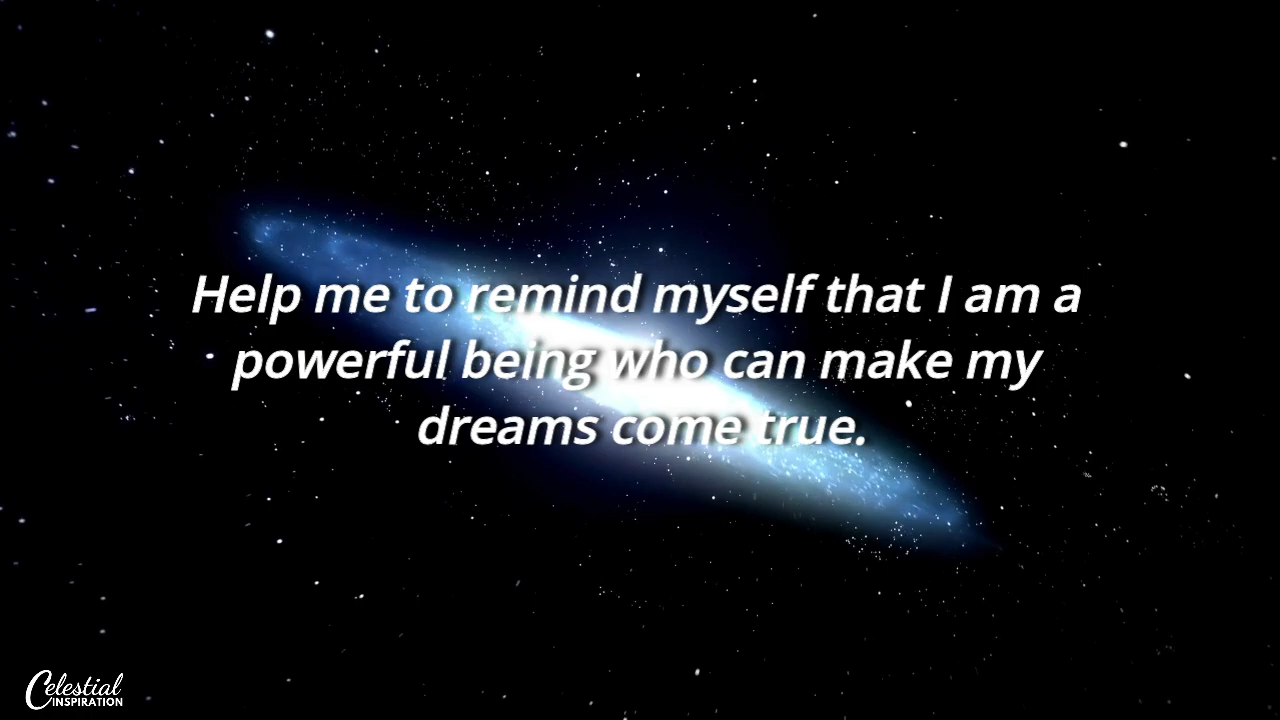 Help me to remind myself that I am a
powerful being who can make my
dreams come true.
Celestial
INSPIRATION